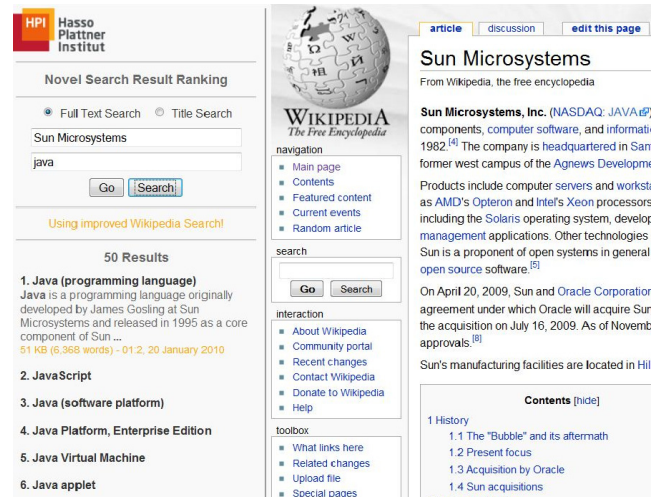 HPI Hasso
Plattner
Institut
Novel Search Result Ranking
Full Text Search Title Search
Sun Microsystems
java
Go Search
Using improved Wikipedia Search!
50 Results
1. Java (programming language)
Java is a programming language originally
developed by James Gosling at Sun
Microsystems and released in 1995 as a core
component of Sun ...
51 KB (6,368 words) - 01:2, 20 January 2010
2. JavaScript
3. Java (software platform)
4. Java Platform, Enterprise Edition
5. Java Virtual Machine
6. Java applet
WIKIPEDIA
The Free Encyclopedia
navigation
Main page
Contents
Featured content
Current events
Random article
search
Go Search
interaction
About Wikipedia
Community portal
Recent changes
Contact Wikipedia
Donate to Wikipedia
Help
toolbox
What links here
Related changes
Upload file
Special pages
article discussion edit this page
Sun Microsystems
From Wikipedia, the free encyclopedia
Sun Microsystems, Inc. (NASDAQ: JAVA)
components, computer software, and informati
1982.[4] The company is headquartered in San
former west campus of the Agnews Developme
Products include computer servers and worksta
as AMD's Opteron and Intel's Xeon processors
including the Solaris operating system, develop
management applications. Other technologies
Sun is a proponent of open systems in general
open source software.[5]
On April 20, 2009, Sun and Oracle Corporation
agreement under which Oracle will acquire Sun
the acquisition on July 16, 2009. As of Novemb
approvals.[8]
Sun's manufacturing facilities are located in Hil
Contents [hide]
1 History
1.1 The "Bubble" and its aftermath
1.2 Present focus
1.3 Acquisition by Oracle
1.4 Sun acquisitions